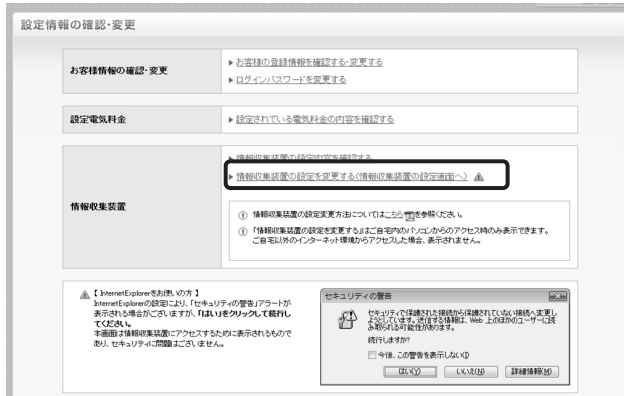 設定情報の確認・変更
お客様情報の確認・変更
お客様の登録情報を確認する・変更する
ログインパスワードを変更する
設定電気料金
設定されている電気料金の内容を確認する
情報収集装置
情報収集装置の設定内容を確認する
情報収集装置の設定を変更する(情報収集装置の設定画面へ)
情報収集装置の設定変更方法についてはこちらを参照ください。
「情報収集装置の設定を変更する」はご自宅内のパソコンからのアクセス時のみ表示できます。
ご自宅以外のインターネット環境からアクセスした場合、表示されません。
【 InternetExplorerをお使いの方 】
InternetExplorerの設定により、「セキュリティの警告」アラートが
表示される場合がございますが、「はい」をクリックして続行し
てください。
本画面は情報収集装置にアクセスするために表示されるもので
あり、セキュリティに問題はございません。
セキュリティの警告
セキュリティで保護された接続から保護されていない接続へ変更し
ようとしています。送信する情報は、Web 上のほかのユーザーに読
み取られる可能性があります。
続行しますか?
今後、この警告を表示しない(I)
はい(Y) いいえ(N) 詳細情報(M)